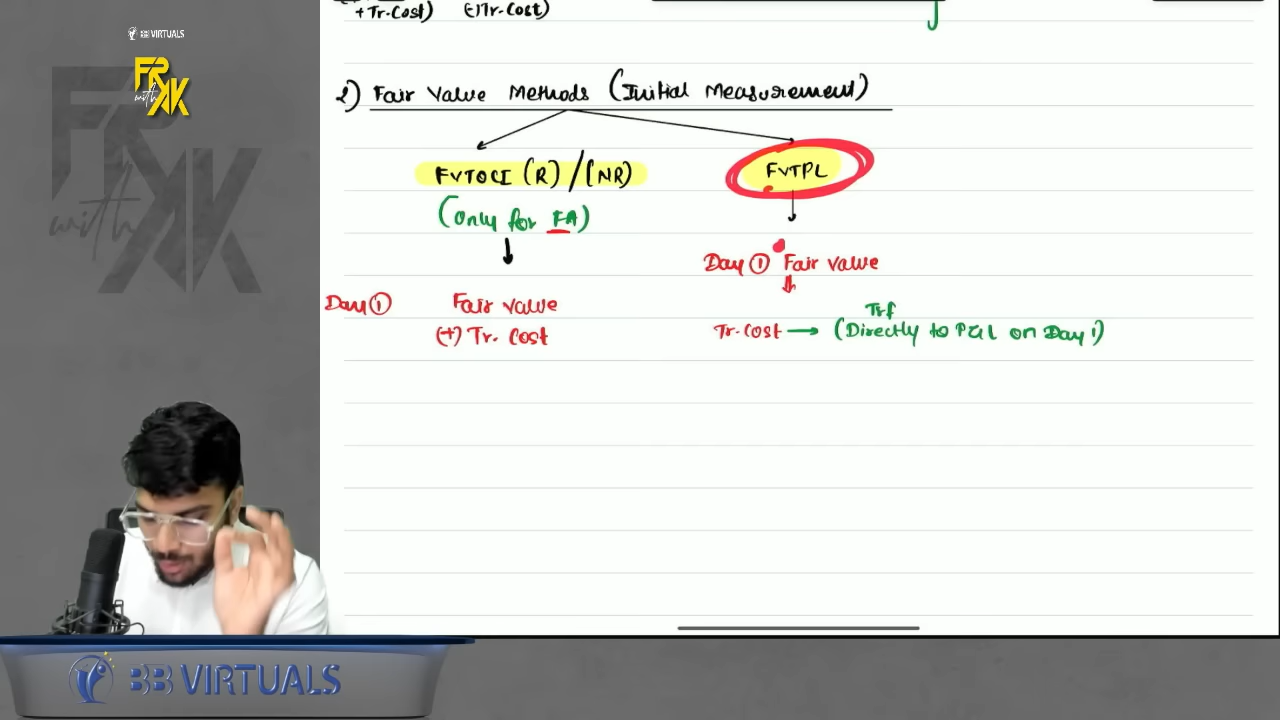 + Tr. Cost) (-)Tr. Cost)
BB VIRTUALS
FR
with
AK
2) Fair Value Methods (Initial Measurement)
FVTOCI (R) / (NR)
FVTPL
(Only for FA)
Day ① Fair value
Day ① Fair value
(+) Tr. Cost
Trf
Tr. Cost → (Directly to P&L on Day 1)
BB VIRTUALS